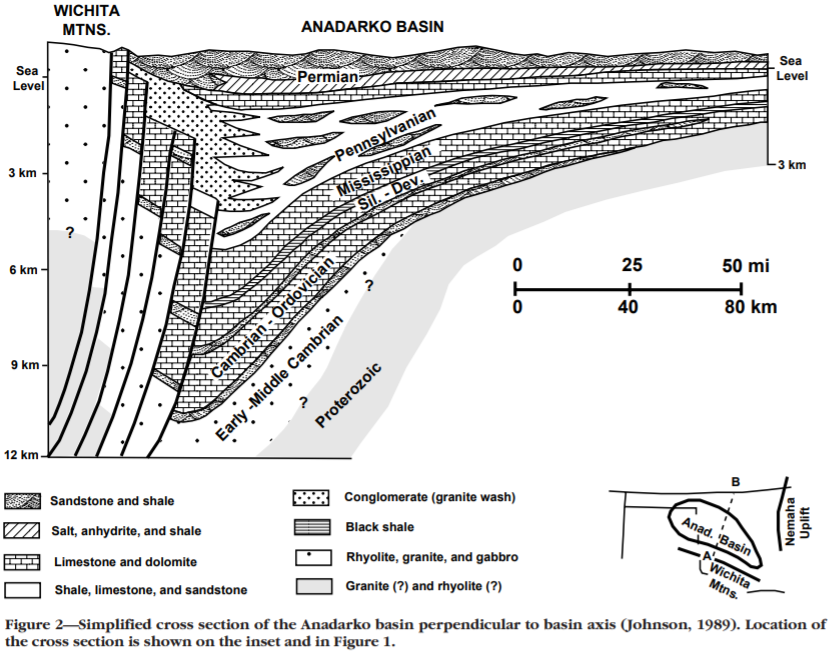 WICHITA
MTNS.
ANADARKO BASIN
Sea
Level
Sea
Level
Permian
Pennsylvanian
Mississippian
Sil. - Dev.
3 km
3 km
?
6 km
?
0 25 50 mi
0 40 80 km
Cambrian - Ordovician
9 km
Early -Middle Cambrian
?
Proterozoic
12 km
Sandstone and shale
Salt, anhydrite, and shale
Limestone and dolomite
Shale, limestone, and sandstone
Conglomerate (granite wash)
Black shale
Rhyolite, granite, and gabbro
Granite (?) and rhyolite (?)
B
Anad. Basin
A
Wichita
Mtns.
Nemaha
Uplift
Figure 2—Simplified cross section of the Anadarko basin perpendicular to basin axis (Johnson, 1989). Location of
the cross section is shown on the inset and in Figure 1.